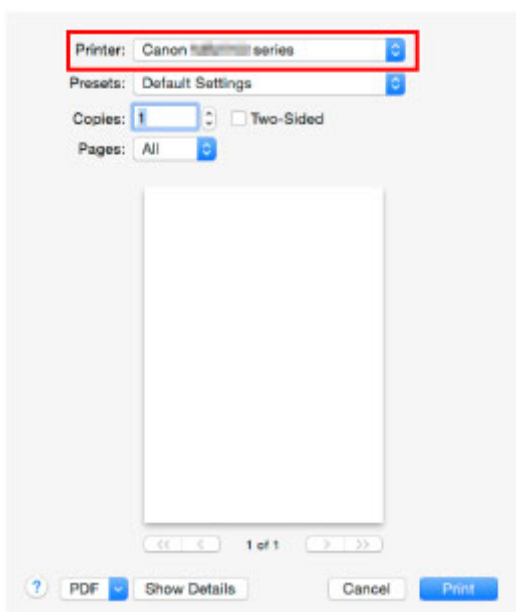 Printer: Canon series
Presets: Default Settings
Copies: 1 Two-Sided
Pages: All
<< < 1 of 1 > >>
? PDF Show Details Cancel Print